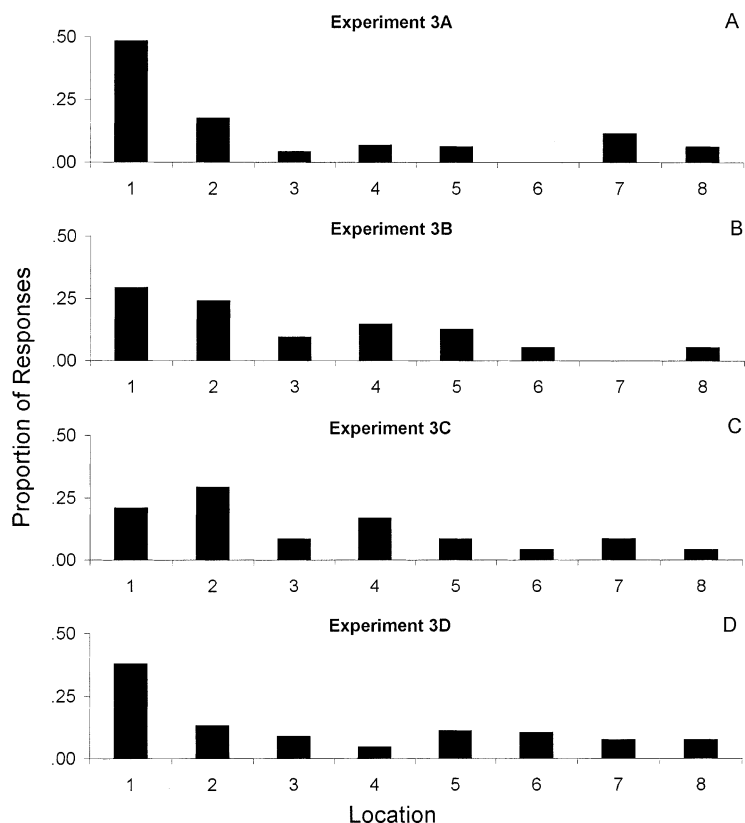 Experiment 3A
A
.50
.25
.00
1 2 3 4 5 6 7 8
Experiment 3B
B
.50
.25
.00
1 2 3 4 5 6 7 8
Experiment 3C
C
.50
.25
.00
1 2 3 4 5 6 7 8
Experiment 3D
D
.50
.25
.00
1 2 3 4 5 6 7 8
Proportion of Responses
Location